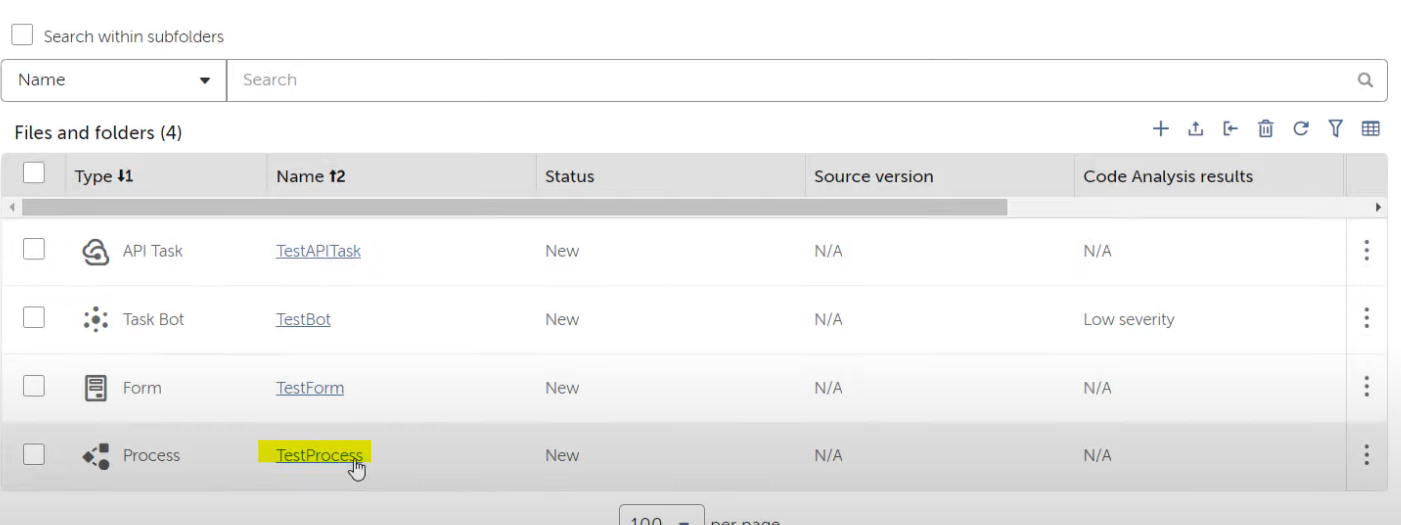 Search within subfolders
Name Search
Files and folders (4)
Type 1 Name 2 Status Source version Code Analysis results
API Task TestAPITask New N/A N/A
Task Bot TestBot New N/A Low severity
Form TestForm New N/A N/A
Process TestProcess New N/A N/A
100 per page